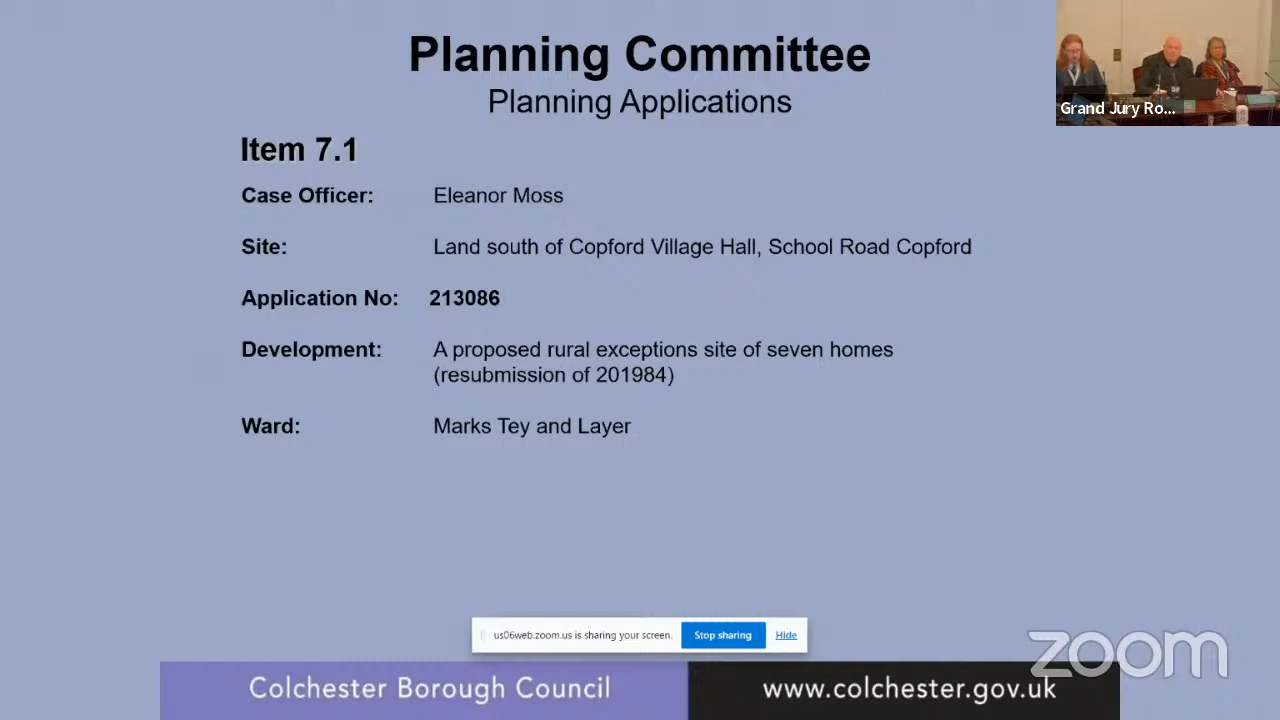 Planning Committee
Planning Applications
Grand Jury Ro...
Item 7.1
Case Officer: Eleanor Moss
Site: Land south of Copford Village Hall, School Road Copford
Application No: 213086
Development: A proposed rural exceptions site of seven homes
(resubmission of 201984)
Ward: Marks Tey and Layer
us06web.zoom.us is sharing your screen. Stop sharing Hide
zoom
Colchester Borough Council www.colchester.gov.uk